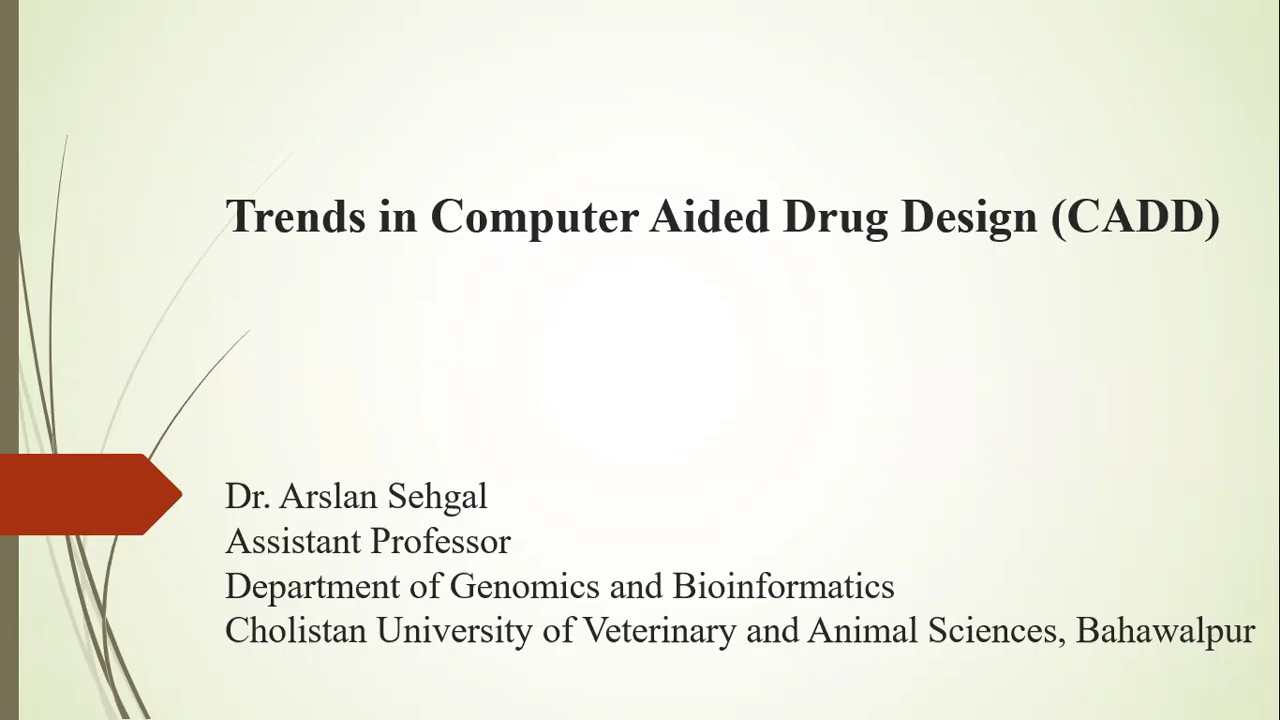 Trends in Computer Aided Drug Design (CADD)
Dr. Arslan Sehgal
Assistant Professor
Department of Genomics and Bioinformatics
Cholistan University of Veterinary and Animal Sciences, Bahawalpur